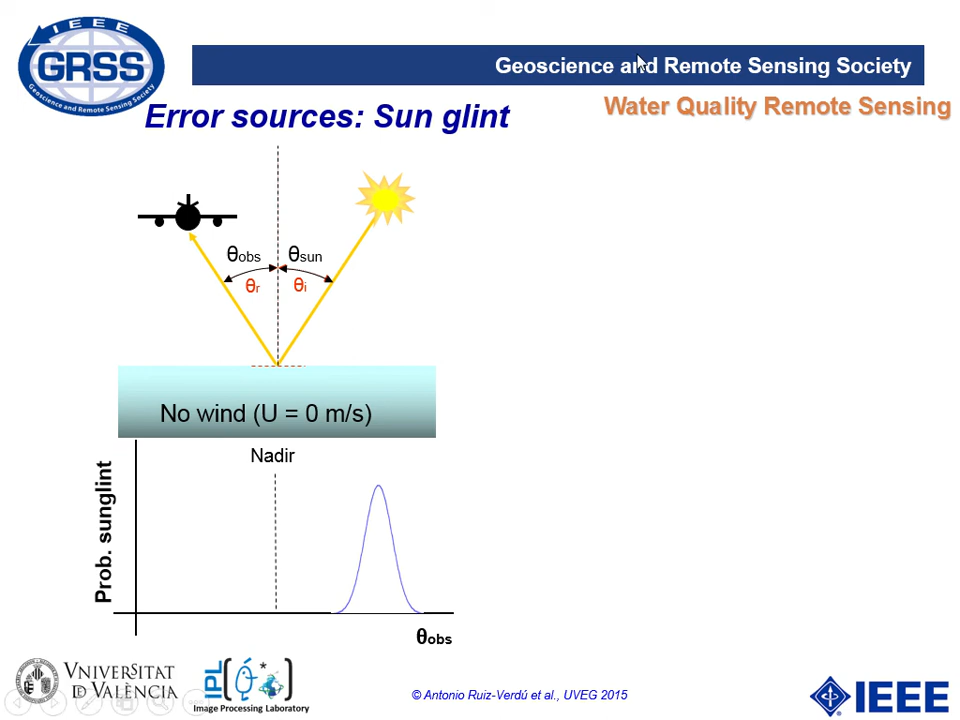 IEEE
GRSS
Geoscience and Remote Sensing Society
Geoscience and Remote Sensing Society
Water Quality Remote Sensing
Error sources: Sun glint
θobs
θsun
θr
θi
No wind (U = 0 m/s)
Nadir
Prob. sunglint
θobs
VNIVERSITAT
D VALÈNCIA
IPL
Image Processing Laboratory
© Antonio Ruiz-Verdú et al., UVEG 2015
IEEE